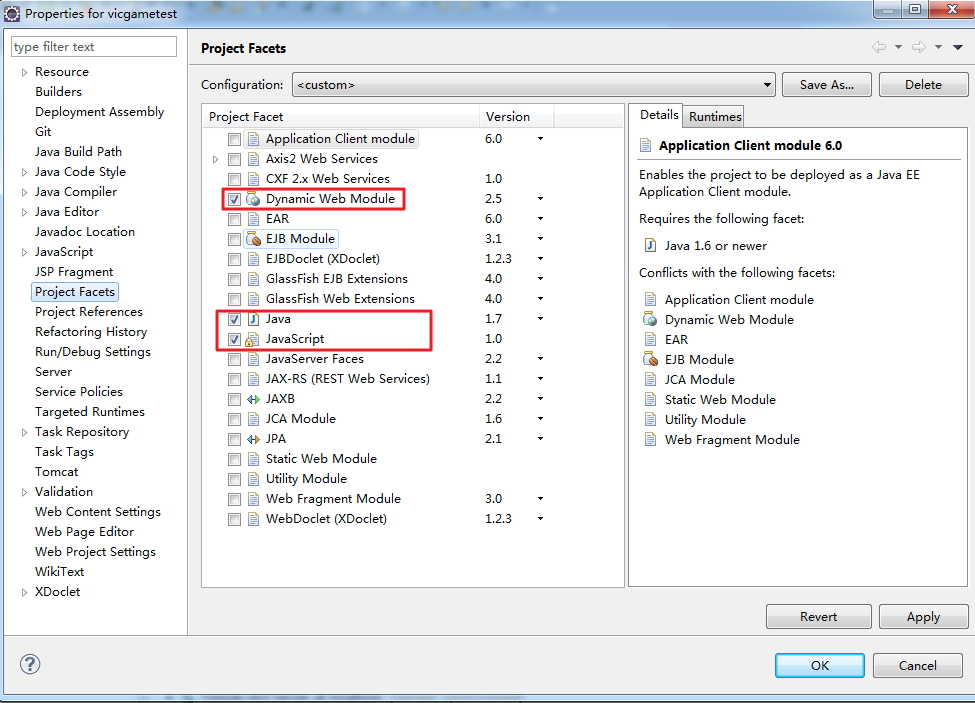 Properties for vicgametest
type filter text
Resource
Builders
Deployment Assembly
Git
Java Build Path
Java Code Style
Java Compiler
Java Editor
Javadoc Location
JavaScript
JSP Fragment
Project Facets
Project References
Refactoring History
Run/Debug Settings
Server
Service Policies
Targeted Runtimes
Task Repository
Task Tags
Tomcat
Validation
Web Content Settings
Web Page Editor
Web Project Settings
WikiText
XDoclet
Project Facets
Configuration: <custom> Save As... Delete
Project Facet Version
Application Client module 6.0
Axis2 Web Services
CXF 2.x Web Services 1.0
Dynamic Web Module 2.5
EAR 6.0
EJB Module 3.1
EJBDoclet (XDoclet) 1.2.3
GlassFish EJB Extensions 4.0
GlassFish Web Extensions 4.0
Java 1.7
JavaScript 1.0
JavaServer Faces 2.2
JAX-RS (REST Web Services) 1.1
JAXB 2.2
JCA Module 1.6
JPA 2.1
Static Web Module
Utility Module
Web Fragment Module 3.0
WebDoclet (XDoclet) 1.2.3
Details Runtimes
Application Client module 6.0
Enables the project to be deployed as a Java EE
Application Client module.
Requires the following facet:
Java 1.6 or newer
Conflicts with the following facets:
Application Client module
Dynamic Web Module
EAR
EJB Module
JCA Module
Static Web Module
Utility Module
Web Fragment Module
Revert Apply
? OK Cancel